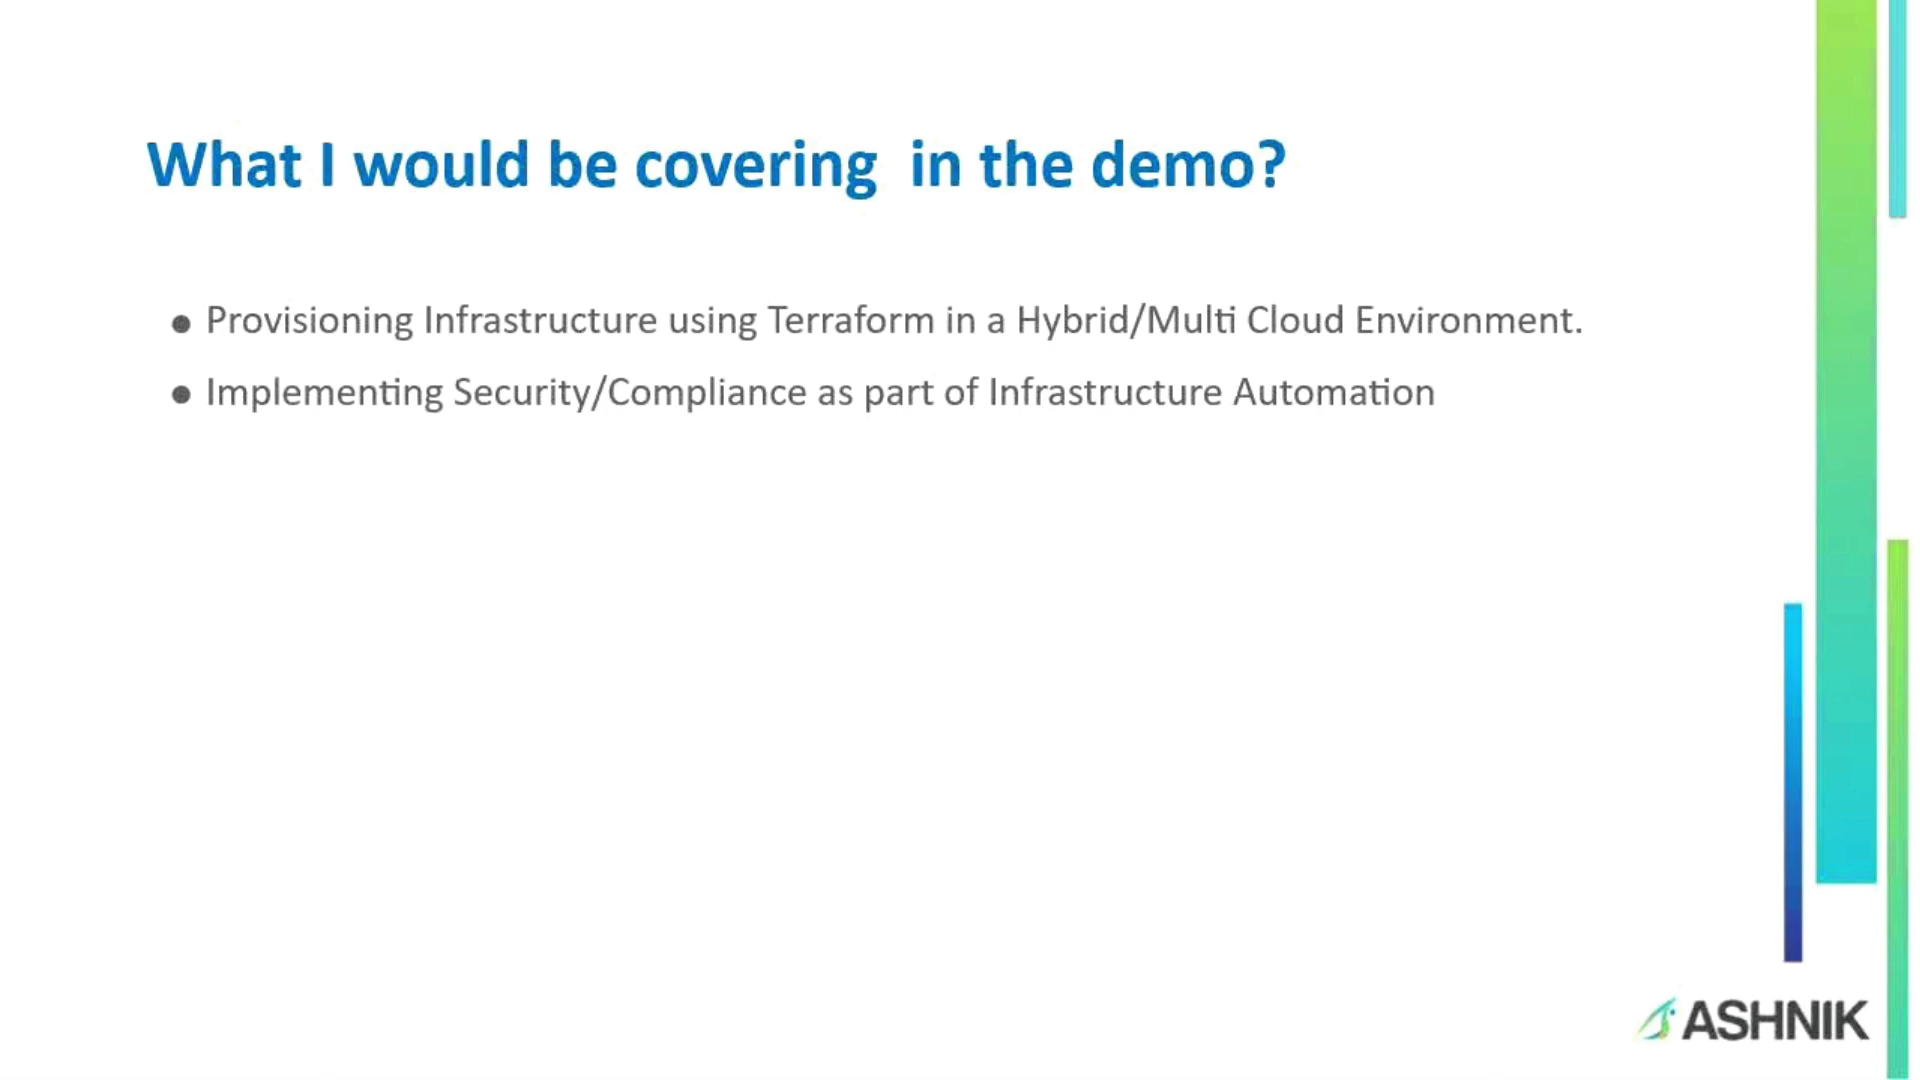 What I would be covering  in the demo?
● Provisioning Infrastructure using Terraform in a Hybrid/Multi Cloud Environment.
● Implementing Security/Compliance as part of Infrastructure Automation
ASHNIK